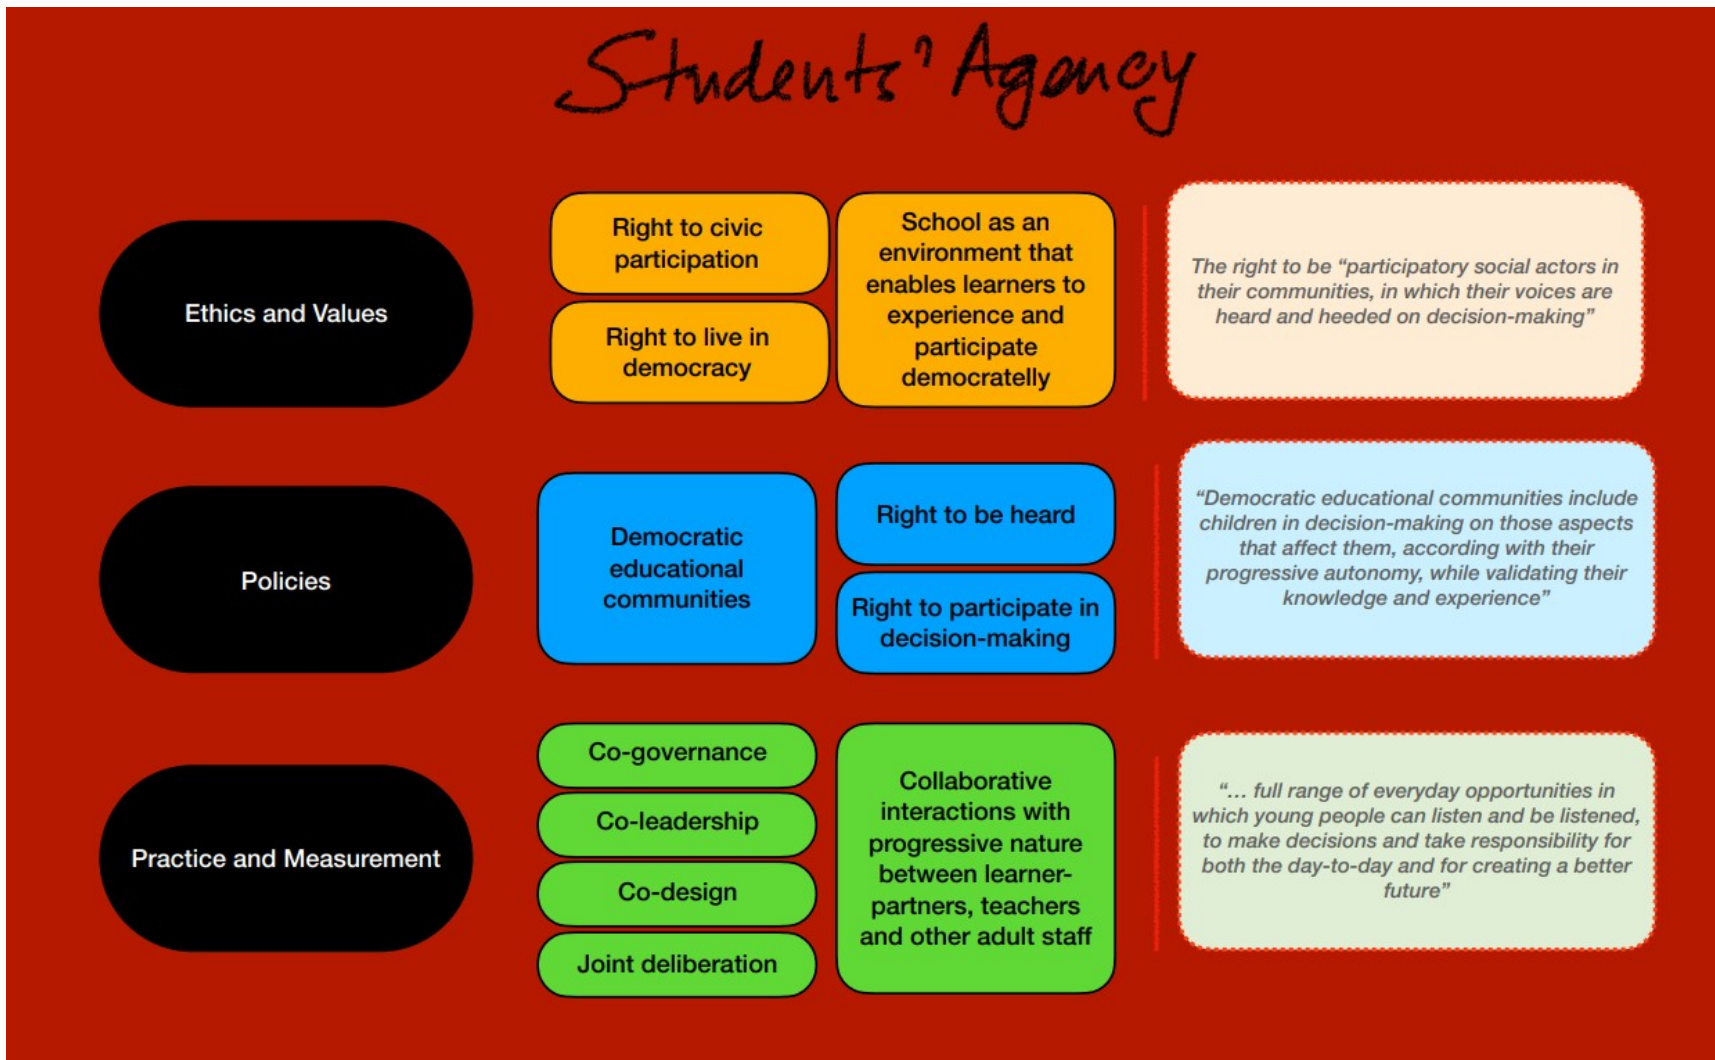 Students' Agency
Ethics and Values
Right to civic
participation
Right to live in
democracy
School as an
environment that
enables learners to
experience and
participate
democratelly
The right to be “participatory social actors in
their communities, in which their voices are
heard and heeded on decision-making”
Policies
Democratic
educational
communities
Right to be heard
Right to participate in
decision-making
“Democratic educational communities include
children in decision-making on those aspects
that affect them, according with their
progressive autonomy, while validating their
knowledge and experience”
Practice and Measurement
Co-governance
Co-leadership
Co-design
Joint deliberation
Collaborative
interactions with
progressive nature
between learner-
partners, teachers
and other adult staff
“... full range of everyday opportunities in
which young people can listen and be listened,
to make decisions and take responsibility for
both the day-to-day and for creating a better
future”